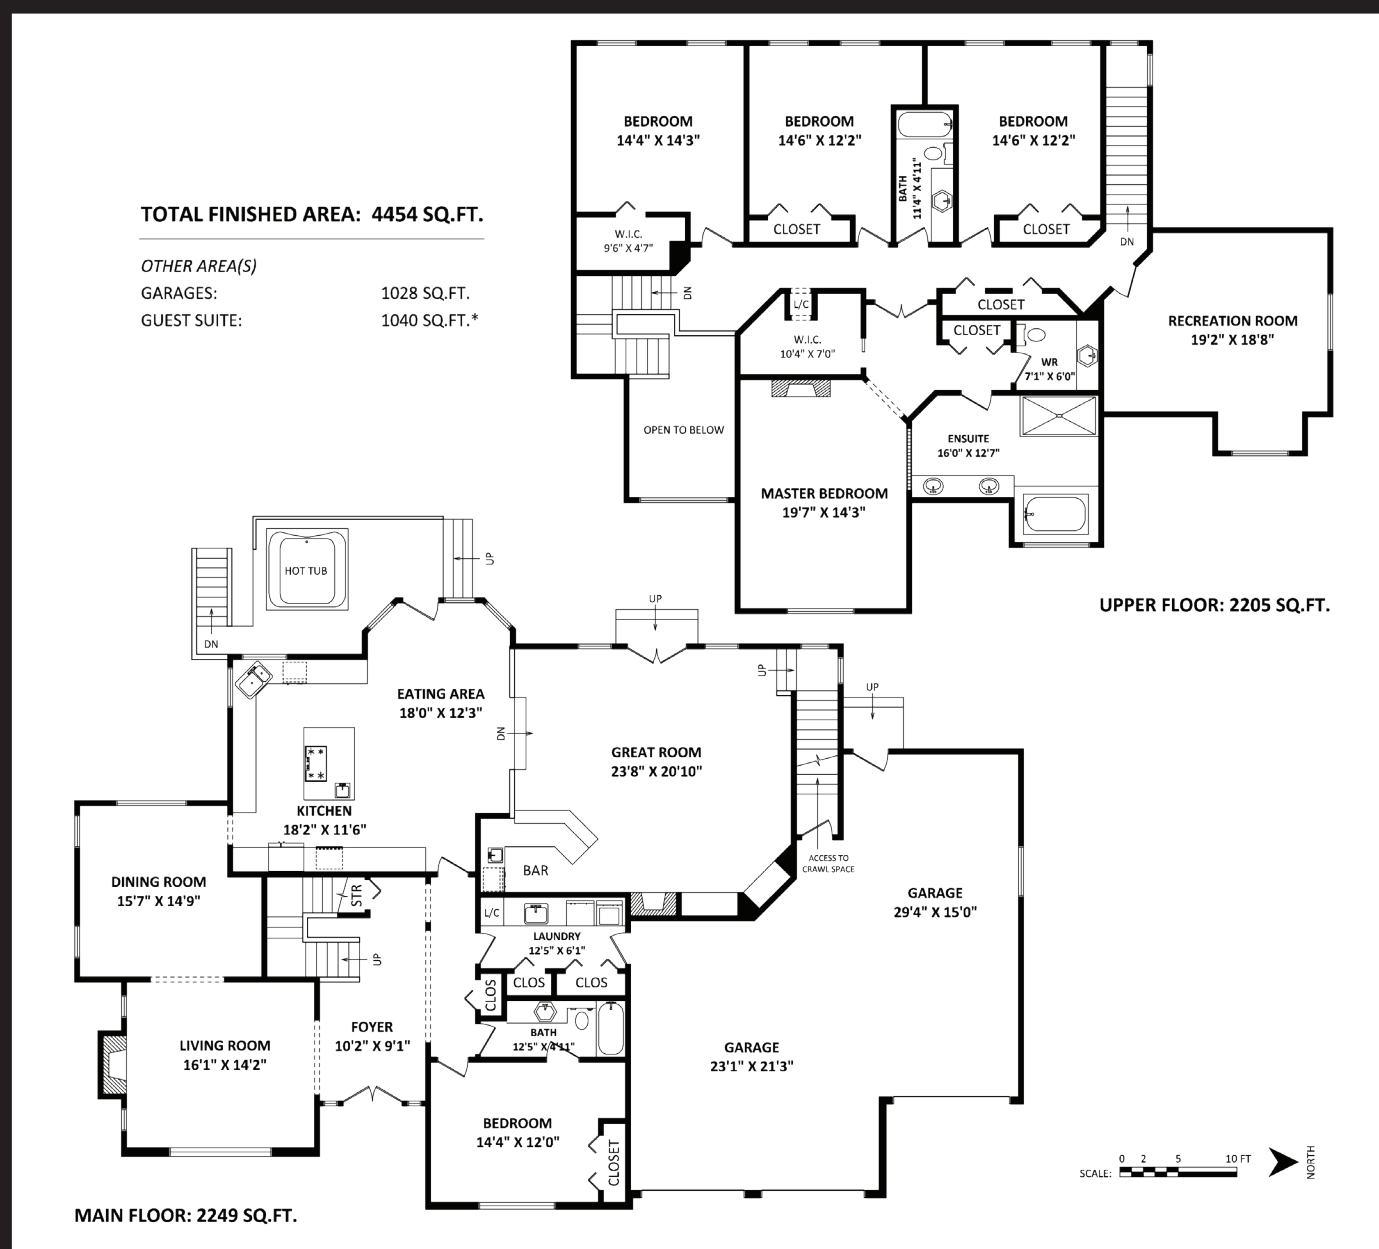 BEDROOM
14'4" X 14'3"
BEDROOM
14'6" X 12'2"
BEDROOM
14'6" X 12'2"
BATH
11'4" X 4'11"
TOTAL FINISHED AREA: 4454 SQ.FT.
OTHER AREA(S)
GARAGES: 1028 SQ.FT.
GUEST SUITE: 1040 SQ.FT.*
W.I.C.
9'6" X 4'7"
CLOSET
CLOSET
DN
DN
L/C
CLOSET
CLOSET
W.I.C.
10'4" X 7'0"
WR
7'1" X 6'0"
RECREATION ROOM
19'2" X 18'8"
OPEN TO BELOW
ENSUITE
16'0" X 12'7"
MASTER BEDROOM
19'7" X 14'3"
UPPER FLOOR: 2205 SQ.FT.
HOT TUB
UP
DN
UP
UP
UP
EATING AREA
18'0" X 12'3"
DN
GREAT ROOM
23'8" X 20'10"
KITCHEN
18'2" X 11'6"
BAR
ACCESS TO
CRAWL SPACE
DINING ROOM
15'7" X 14'9"
STR
UP
L/C
LAUNDRY
12'5" X 6'1"
CLOS
CLOS
CLOS
GARAGE
29'4" X 15'0"
LIVING ROOM
16'1" X 14'2"
FOYER
10'2" X 9'1"
BATH
12'5" X 4'11"
GARAGE
23'1" X 21'3"
BEDROOM
14'4" X 12'0"
CLOSET
SCALE: 0 2 5 10 FT
NORTH
MAIN FLOOR: 2249 SQ.FT.